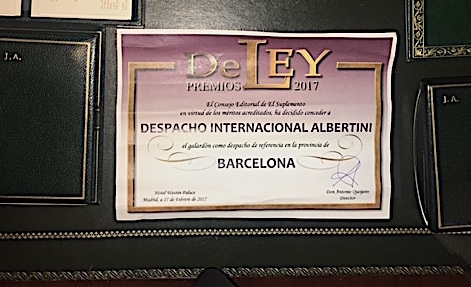 J.A.
DeLEY
PREMIOS 2017
El Consejo Editorial de El Suplemento
en virtud de los méritos acreditados, ha decidido conceder a
DESPACHO INTERNACIONAL ALBERTINI
el galardón como despacho de referencia en la provincia de
BARCELONA
Hotel Westin Palace
Madrid, a 17 de Febrero de 2017
Don Antonio Queijeiro
Director
J.A.